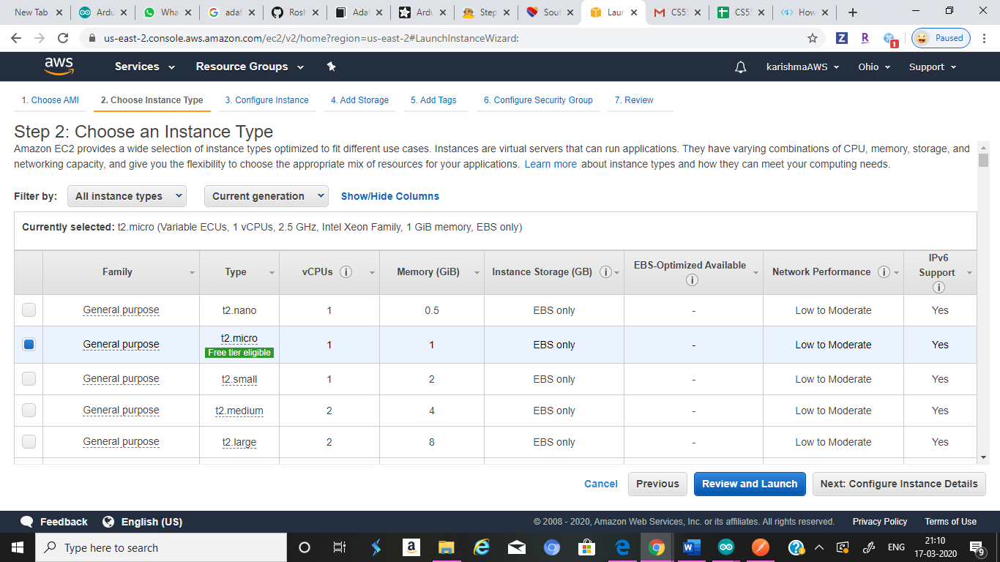 New Tab
Ardu
Wha
adaf
Rosh
Adaf
Ardu
Step
Sout
Laun
CS55
CS55
How
us-east-2.console.aws.amazon.com/ec2/v2/home?region=us-east-2#LaunchInstanceWizard:
Z
R
1
Paused
aws
Services
Resource Groups
karishmaAWS
Ohio
Support
1. Choose AMI
2. Choose Instance Type
3. Configure Instance
4. Add Storage
5. Add Tags
6. Configure Security Group
7. Review
Step 2: Choose an Instance Type
Amazon EC2 provides a wide selection of instance types optimized to fit different use cases. Instances are virtual servers that can run applications. They have varying combinations of CPU, memory, storage, and
networking capacity, and give you the flexibility to choose the appropriate mix of resources for your applications. Learn more about instance types and how they can meet your computing needs.
Filter by: All instance types Current generation Show/Hide Columns
Currently selected: t2.micro (Variable ECUs, 1 vCPUs, 2.5 GHz, Intel Xeon Family, 1 GiB memory, EBS only)
Family Type vCPUs i Memory (GiB) Instance Storage (GB) i EBS-Optimized Available i Network Performance i IPv6 Support i
General purpose t2.nano 1 0.5 EBS only - Low to Moderate Yes
General purpose t2.micro 1 1 EBS only - Low to Moderate Yes
Free tier eligible
General purpose t2.small 1 2 EBS only - Low to Moderate Yes
General purpose t2.medium 2 4 EBS only - Low to Moderate Yes
General purpose t2.large 2 8 EBS only - Low to Moderate Yes
Cancel Previous Review and Launch Next: Configure Instance Details
Feedback English (US) © 2008 - 2020, Amazon Web Services, Inc. or its affiliates. All rights reserved. Privacy Policy Terms of Use
Type here to search
ENG
21:10
17-03-2020
9